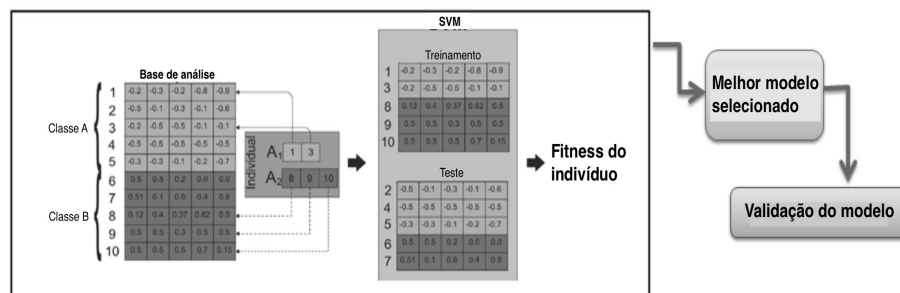 SVM
Base de análise
Treinamento
1 -0.2 -0.3 -0.2 -0.8 -0.9
2 -0.5 -0.1 -0.3 -0.1 -0.6
3 -0.2 -0.5 -0.5 -0.1 -0.1
4 -0.5 -0.5 -0.5 -0.5 -0.5
5 -0.3 -0.3 -0.1 -0.2 -0.7
6 0.5 0.5 0.2 0.0 0.0
7 0.51 0.1 0.6 0.4 0.8
8 0.12 0.4 0.37 0.82 0.5
9 0.5 0.5 0.3 0.5 0.5
10 0.5 0.5 0.5 0.7 0.15
Classe A
Classe B
Individual
A1 1 3
A2 8 9 10
1 -0.2 -0.3 -0.2 -0.8 -0.9
3 -0.2 -0.5 -0.5 -0.1 -0.1
8 0.12 0.4 0.37 0.82 0.5
9 0.5 0.5 0.3 0.5 0.5
10 0.5 0.5 0.5 0.7 0.15
Teste
2 -0.5 -0.1 -0.3 -0.1 -0.6
4 -0.5 -0.5 -0.5 -0.5 -0.5
5 -0.3 -0.3 -0.1 -0.2 -0.7
6 0.5 0.5 0.2 0.0 0.0
7 0.51 0.1 0.6 0.4 0.8
Fitness do
indivíduo
Melhor modelo
selecionado
Validação do modelo